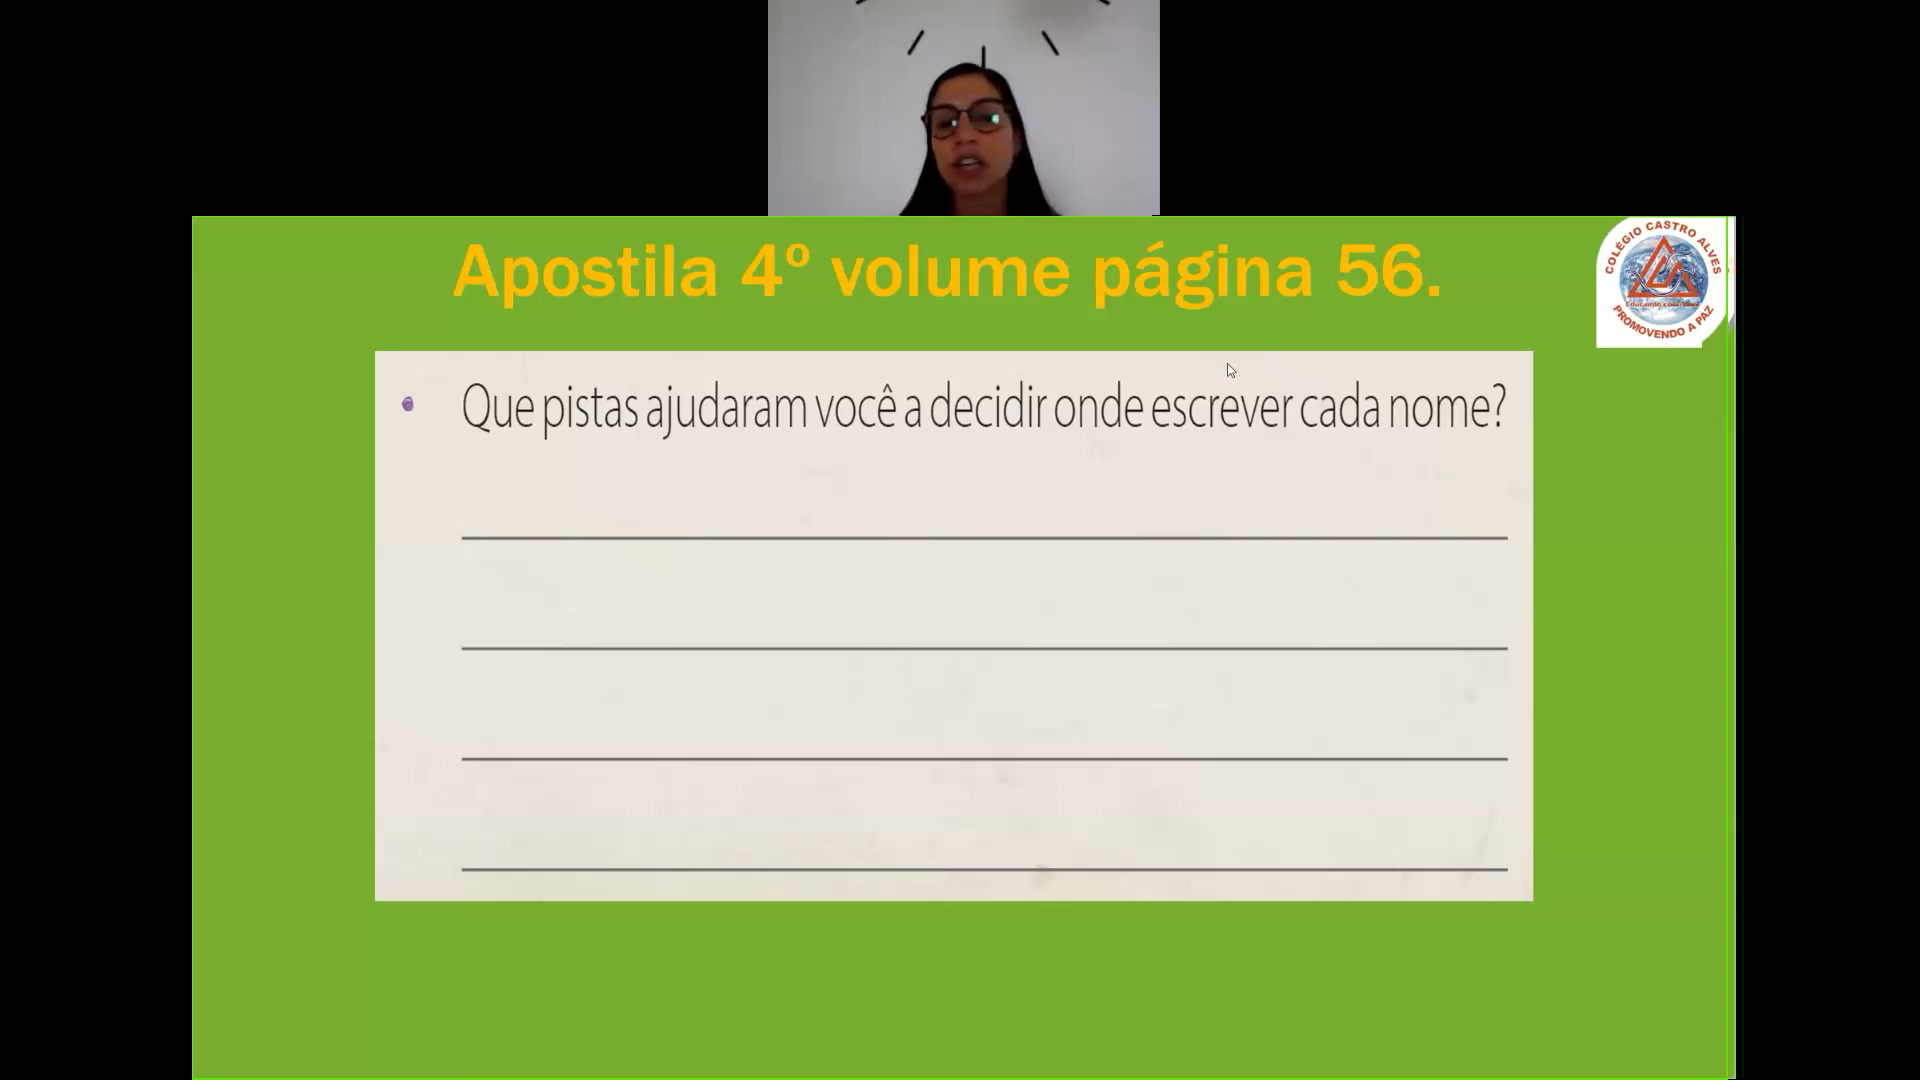 Apostila 4º volume página 56.
COLÉGIO CASTRO ALVES
PROMOVENDO A PAZ
Que pistas ajudaram você a decidir onde escrever cada nome?